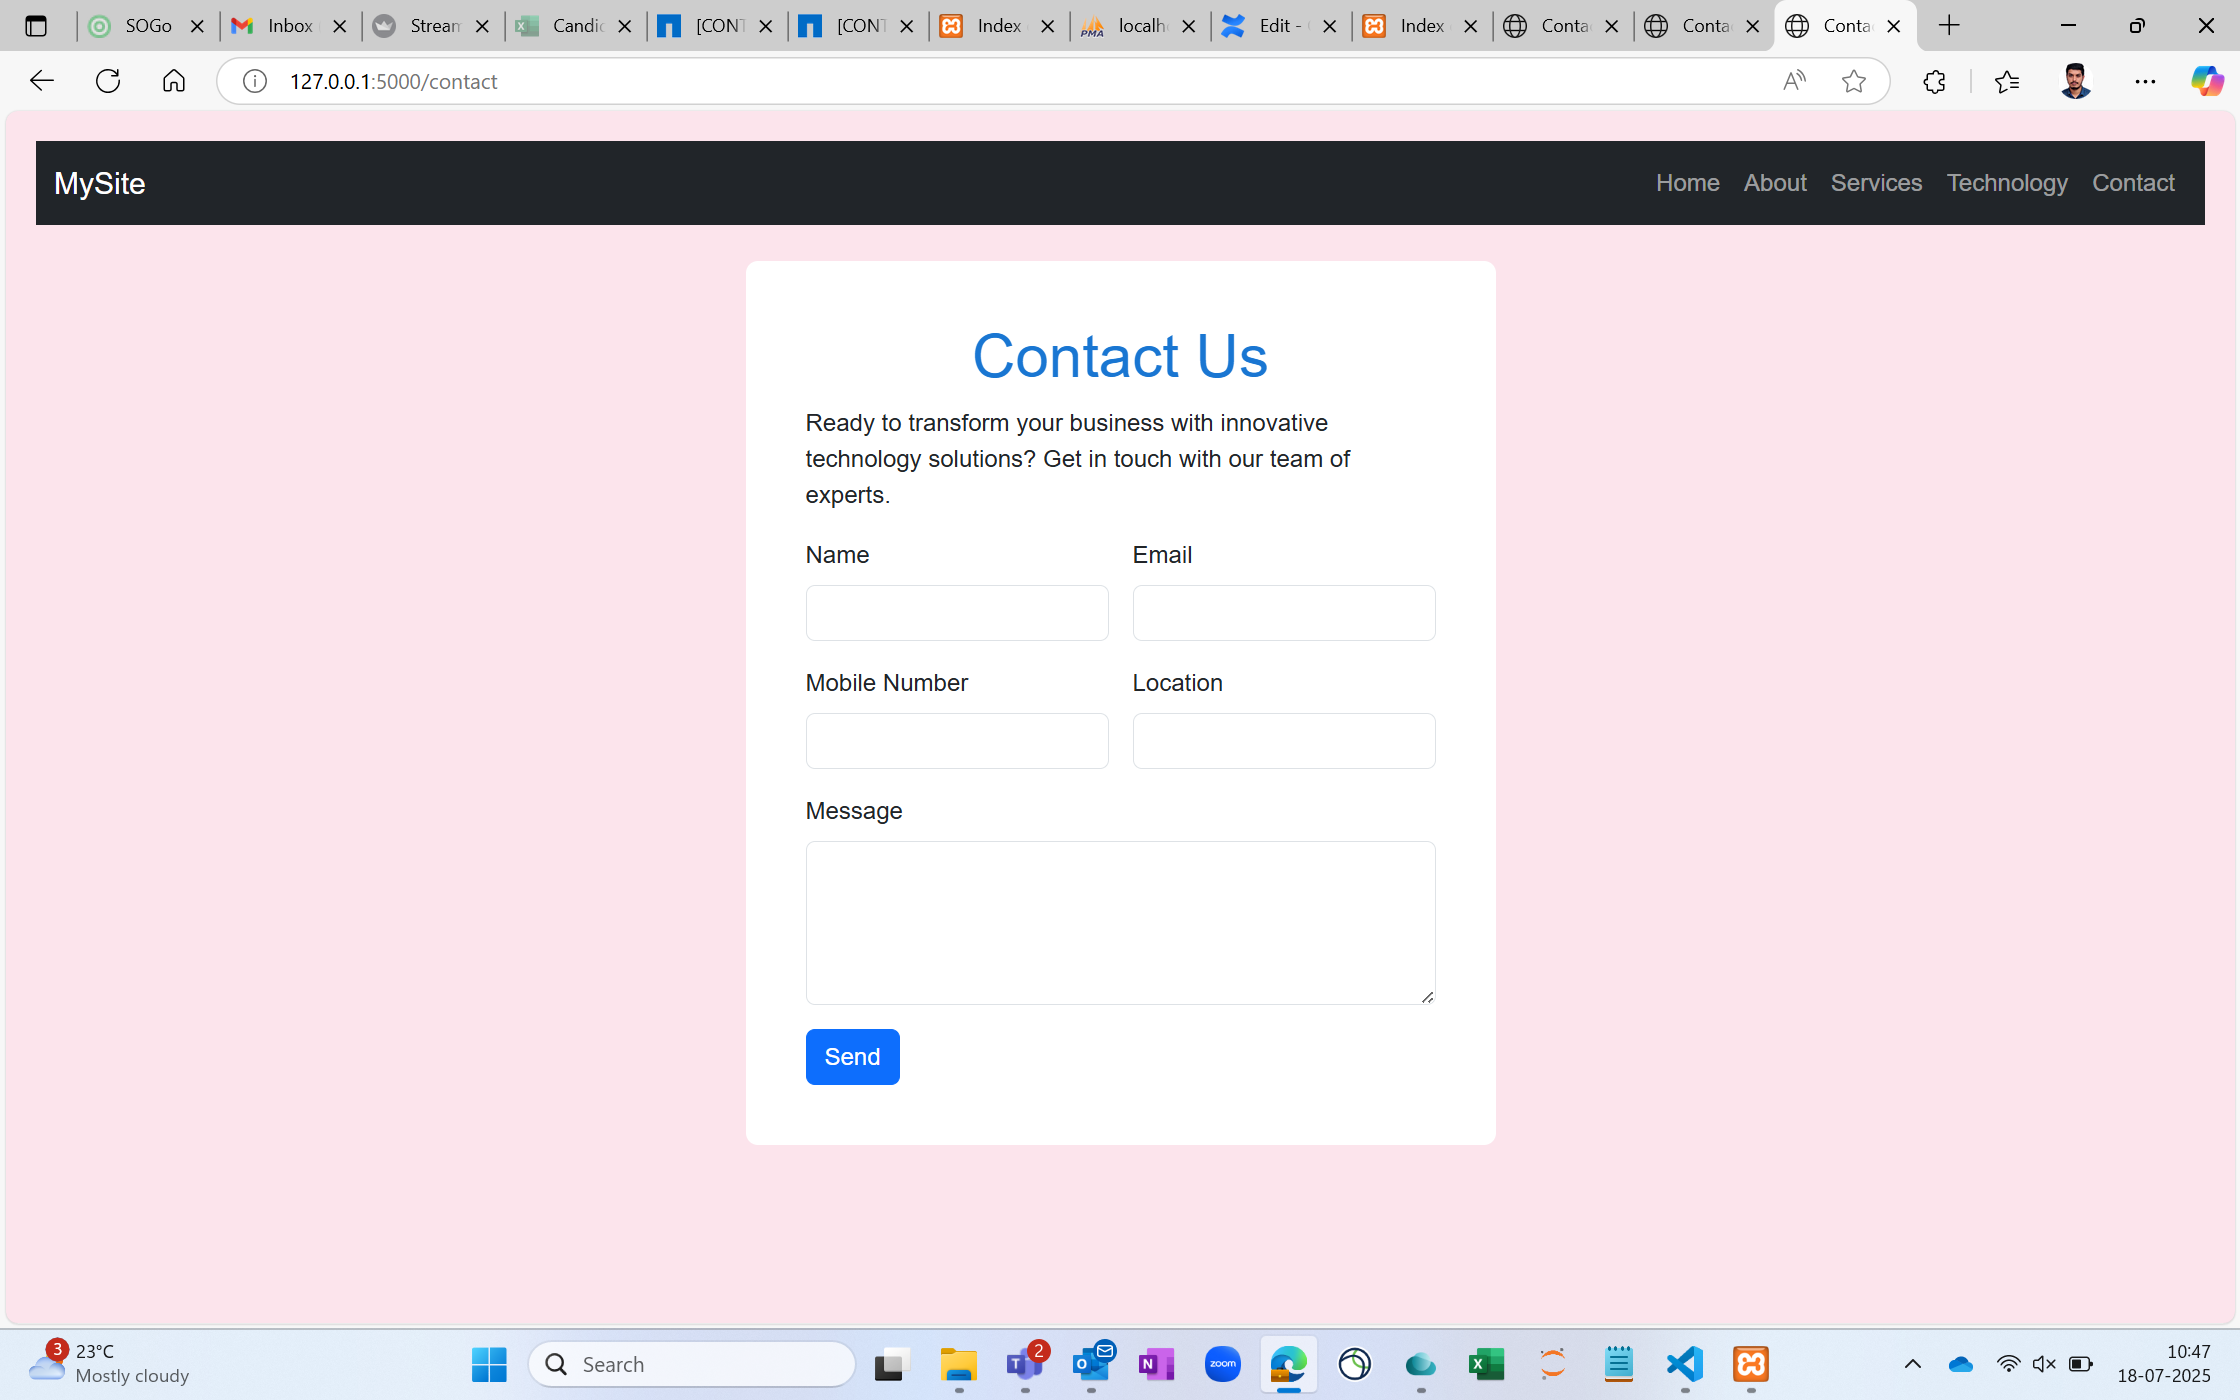 SOGo
Inbox
Stream
Candid
[CONT
[CONT
Index
PMA
localh
Edit -
Index
Conta
Conta
Conta
127.0.0.1:5000/contact
MySite
Home About Services Technology Contact
Contact Us
Ready to transform your business with innovative
technology solutions? Get in touch with our team of
experts.
Name Email
Mobile Number Location
Message
Send
3
23°C
Mostly cloudy
Search
2
zoom
10:47
18-07-2025